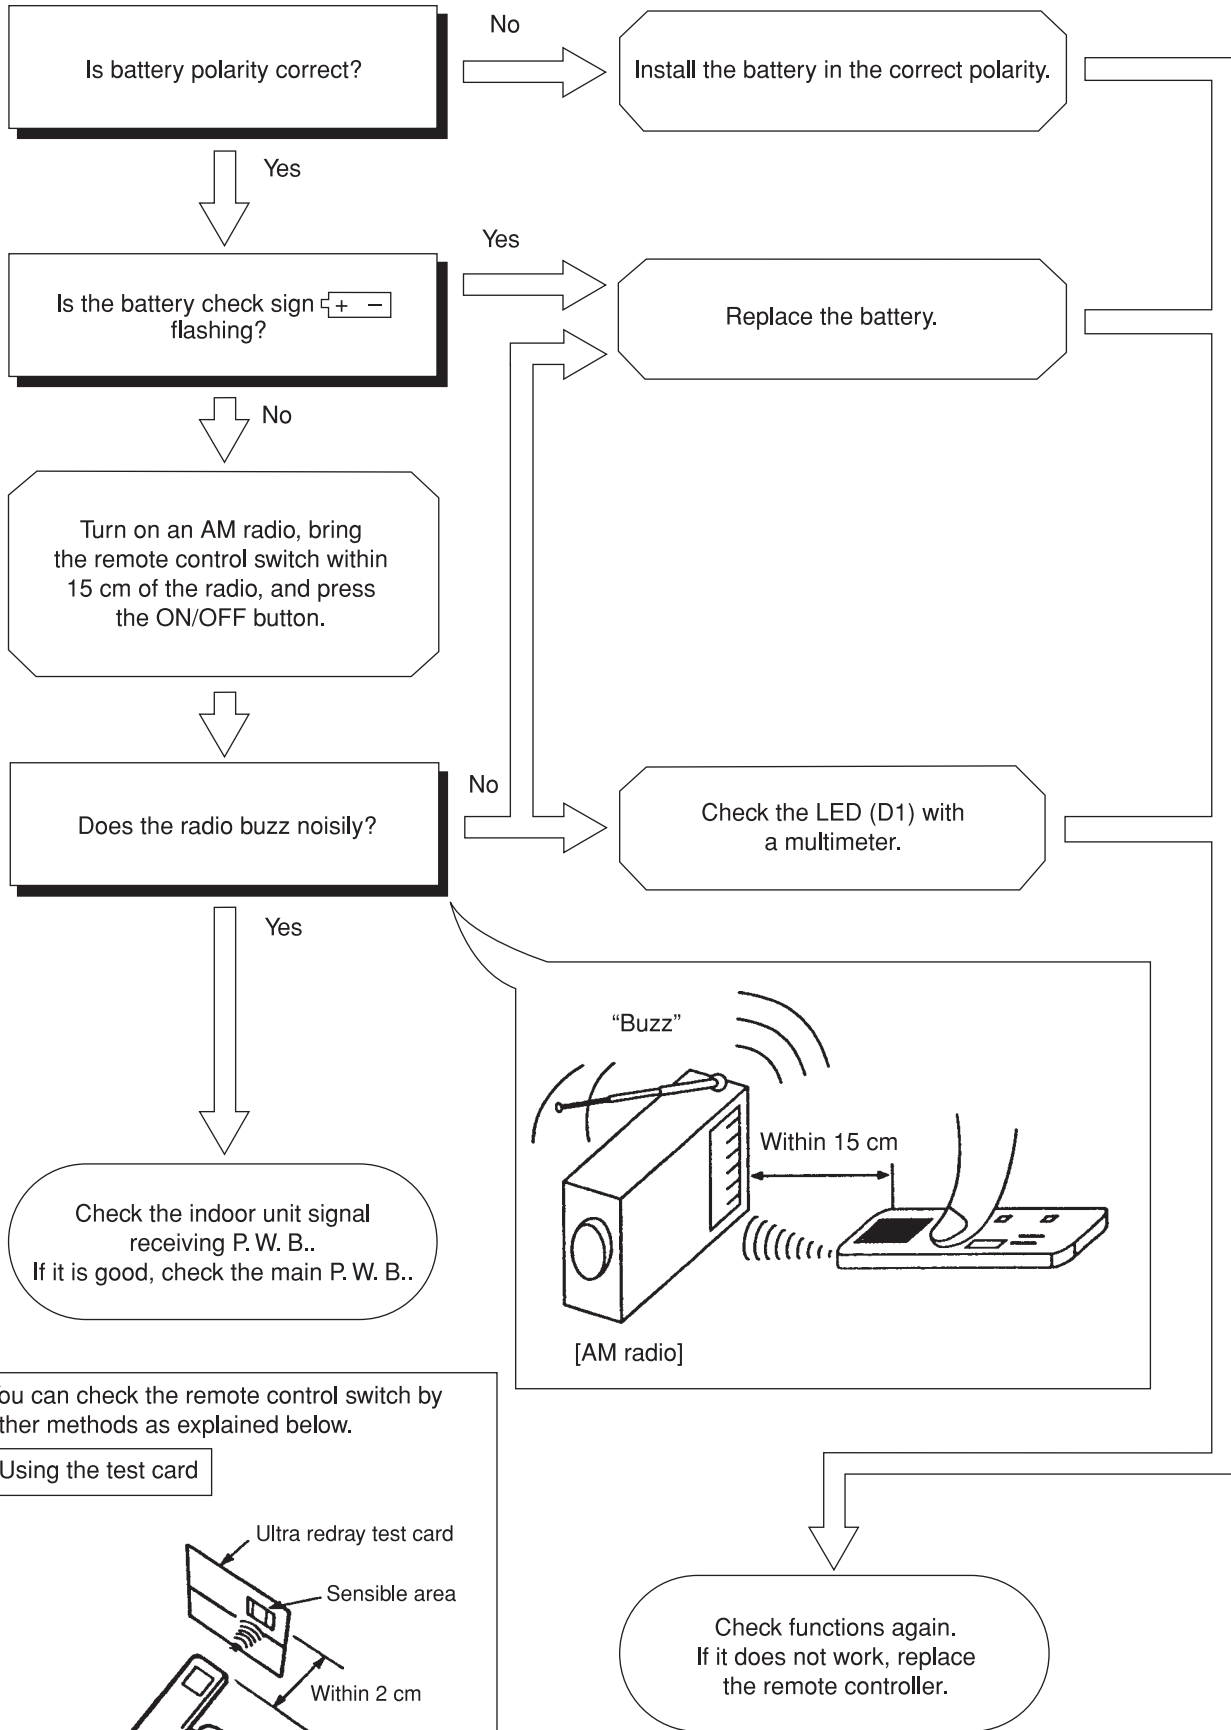 Is battery polarity correct?
No
Install the battery in the correct polarity.
Yes
Is the battery check sign + −
flashing?
Yes
Replace the battery.
No
Turn on an AM radio, bring
the remote control switch within
15 cm of the radio, and press
the ON/OFF button.
Does the radio buzz noisily?
No
Check the LED (D1) with
a multimeter.
Yes
Check the indoor unit signal
receiving P. W. B..
If it is good, check the main P. W. B..
“Buzz”
Within 15 cm
[AM radio]
can check the remote control switch by
methods as explained below.
Using the test card
Ultra redray test card
Sensible area
Within 2 cm
Check functions again.
If it does not work, replace
the remote controller.